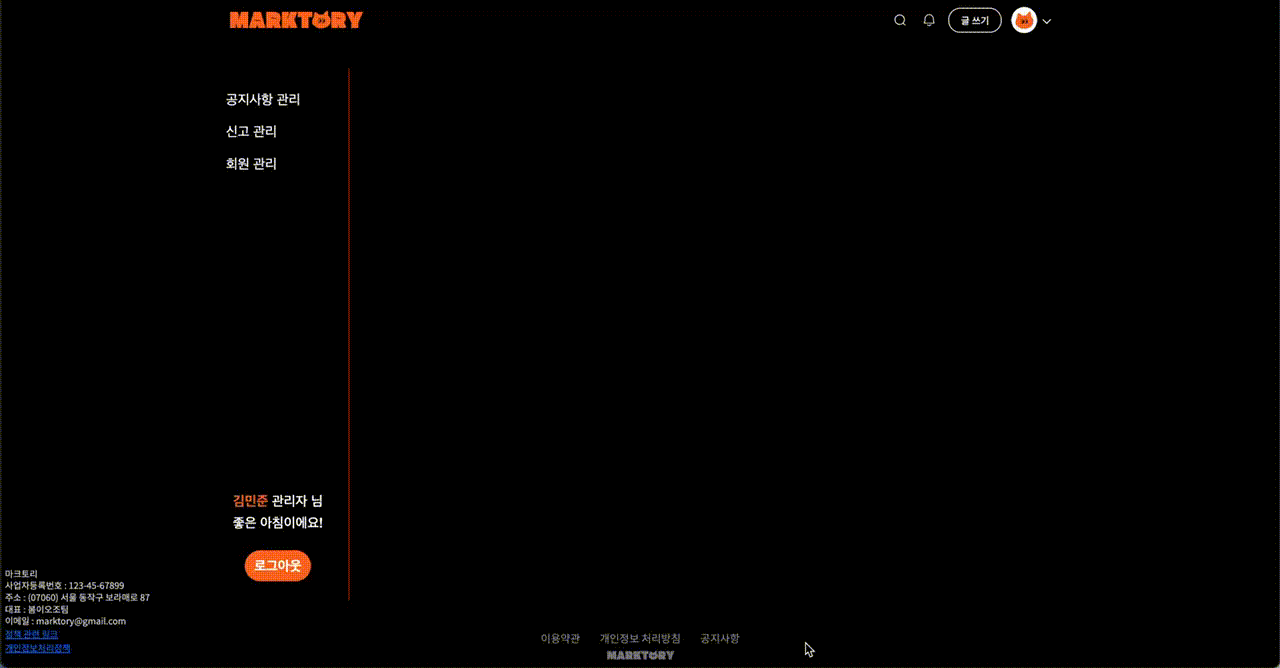 MARKTORY
글 쓰기
공지사항 관리
신고 관리
회원 관리
김민준 관리자 님
좋은 아침이에요!
로그아웃
마크토리
사업자등록번호 : 123-45-67899
주소 : (07060) 서울 동작구 보라매로 87
대표 : 봄이오조팀
이메일 : marktory@gmail.com
정책 관련 링크
개인정보처리정책
이용약관 개인정보 처리방침 공지사항
MARKTORY